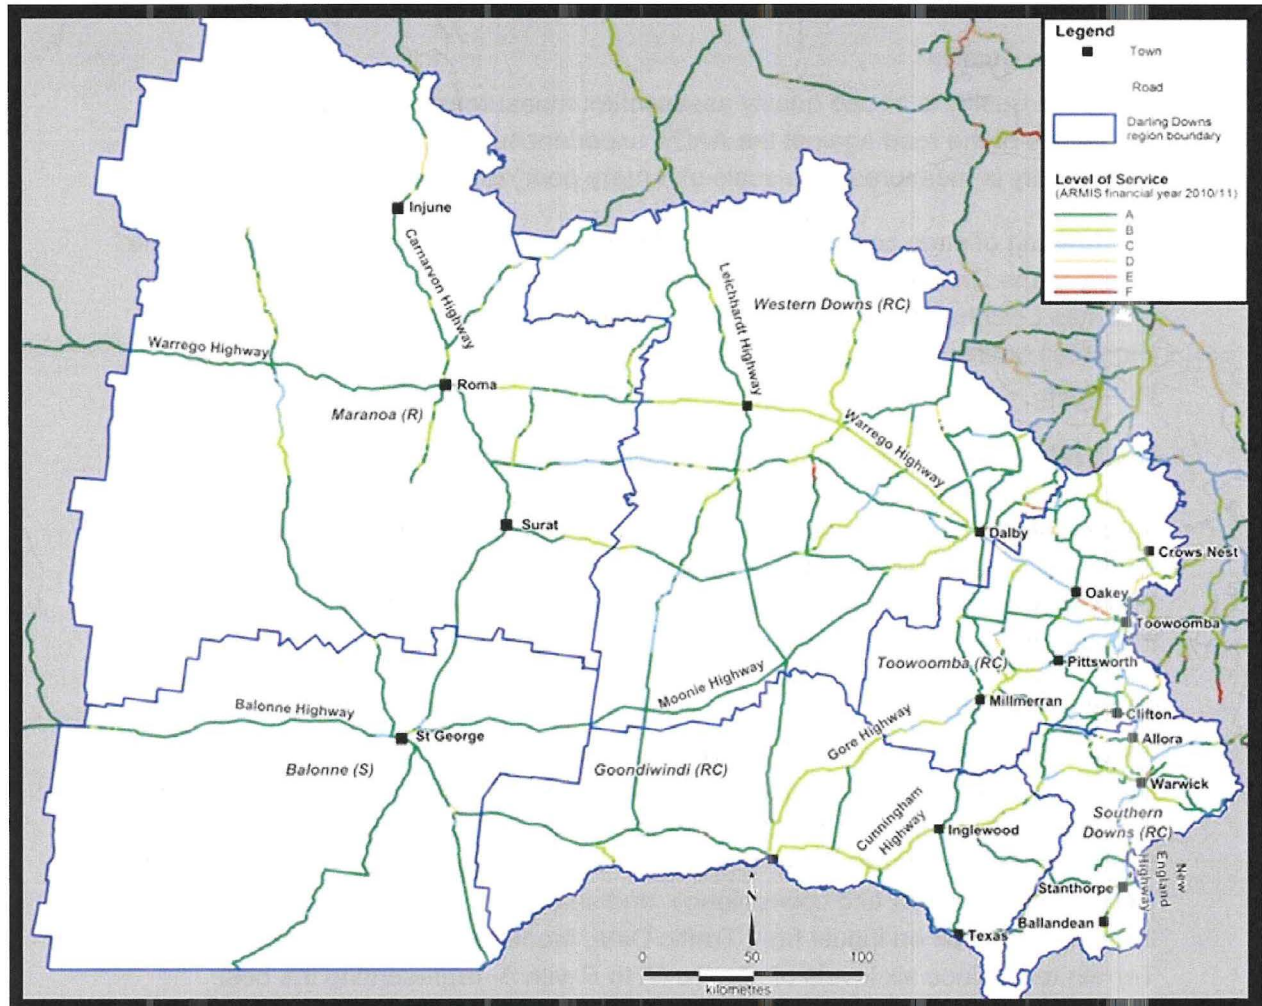 Legend
Town
Road
Darling Downs
region boundary
Level of Service
(ARMIS financial year 2010/11)
A
B
C
D
E
F
Injune
Carnarvon Highway
Leichhardt Highway
Western Downs (RC)
Warrego Highway
Roma
Maranoa (R)
Warrego Highway
Surat
Dalby
Crows Nest
Oakey
Toowoomba
Toowoomba (RC)
Pittsworth
Moonie Highway
Millmerran
Balonne Highway
Clifton
Gore Highway
St George
Allora
Balonne (S)
Goondiwindi (RC)
Warwick
Cunningham
Highway
Southern
Downs (RC)
Inglewood
New
England
Highway
Stanthorpe
Ballandean
Texas
N
0
50
100
kilometres